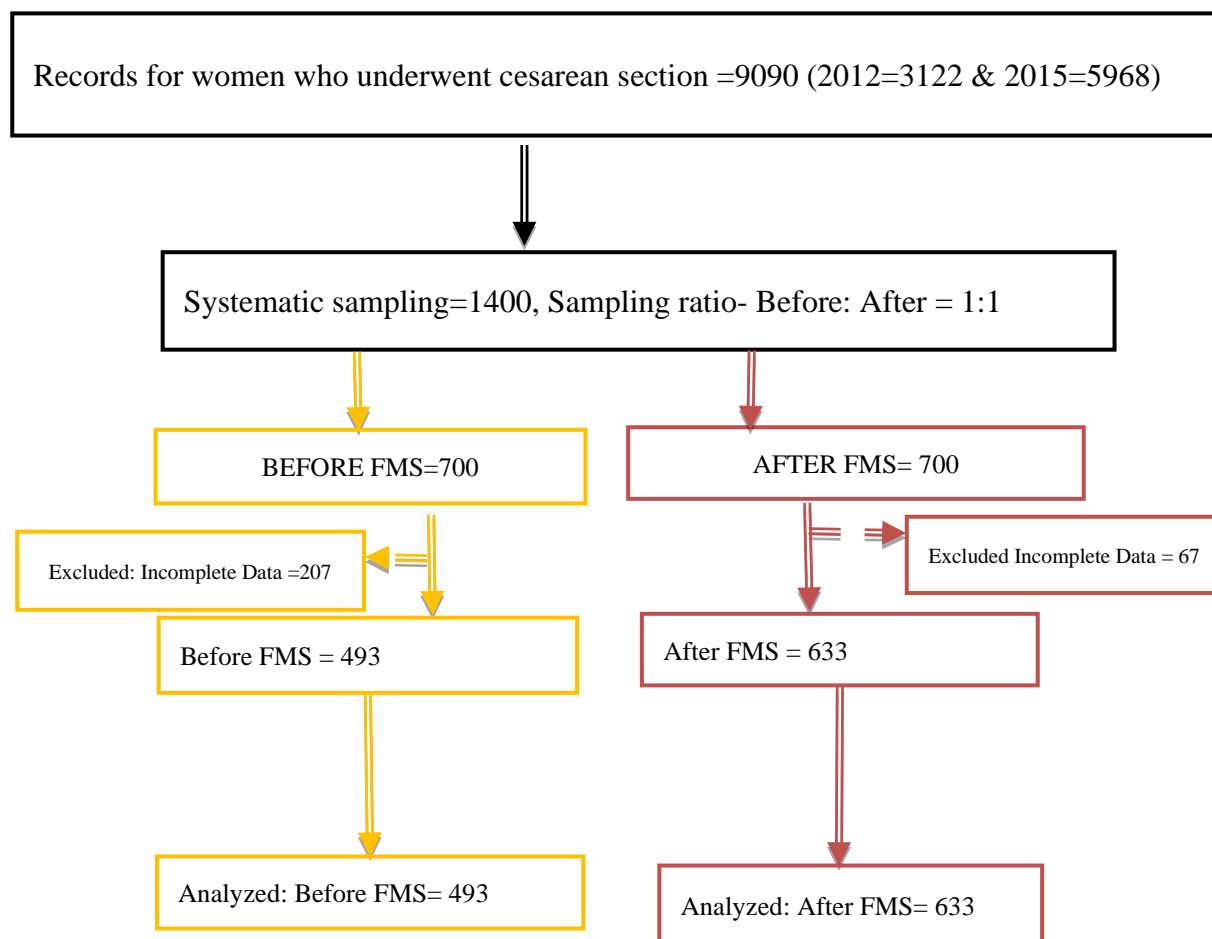 Records for women who underwent cesarean section =9090 (2012=3122 & 2015=5968)
Systematic sampling=1400, Sampling ratio- Before: After = 1:1
BEFORE FMS=700
AFTER FMS= 700
Excluded: Incomplete Data =207
Excluded Incomplete Data = 67
Before FMS = 493
After FMS = 633
Analyzed: Before FMS= 493
Analyzed: After FMS= 633